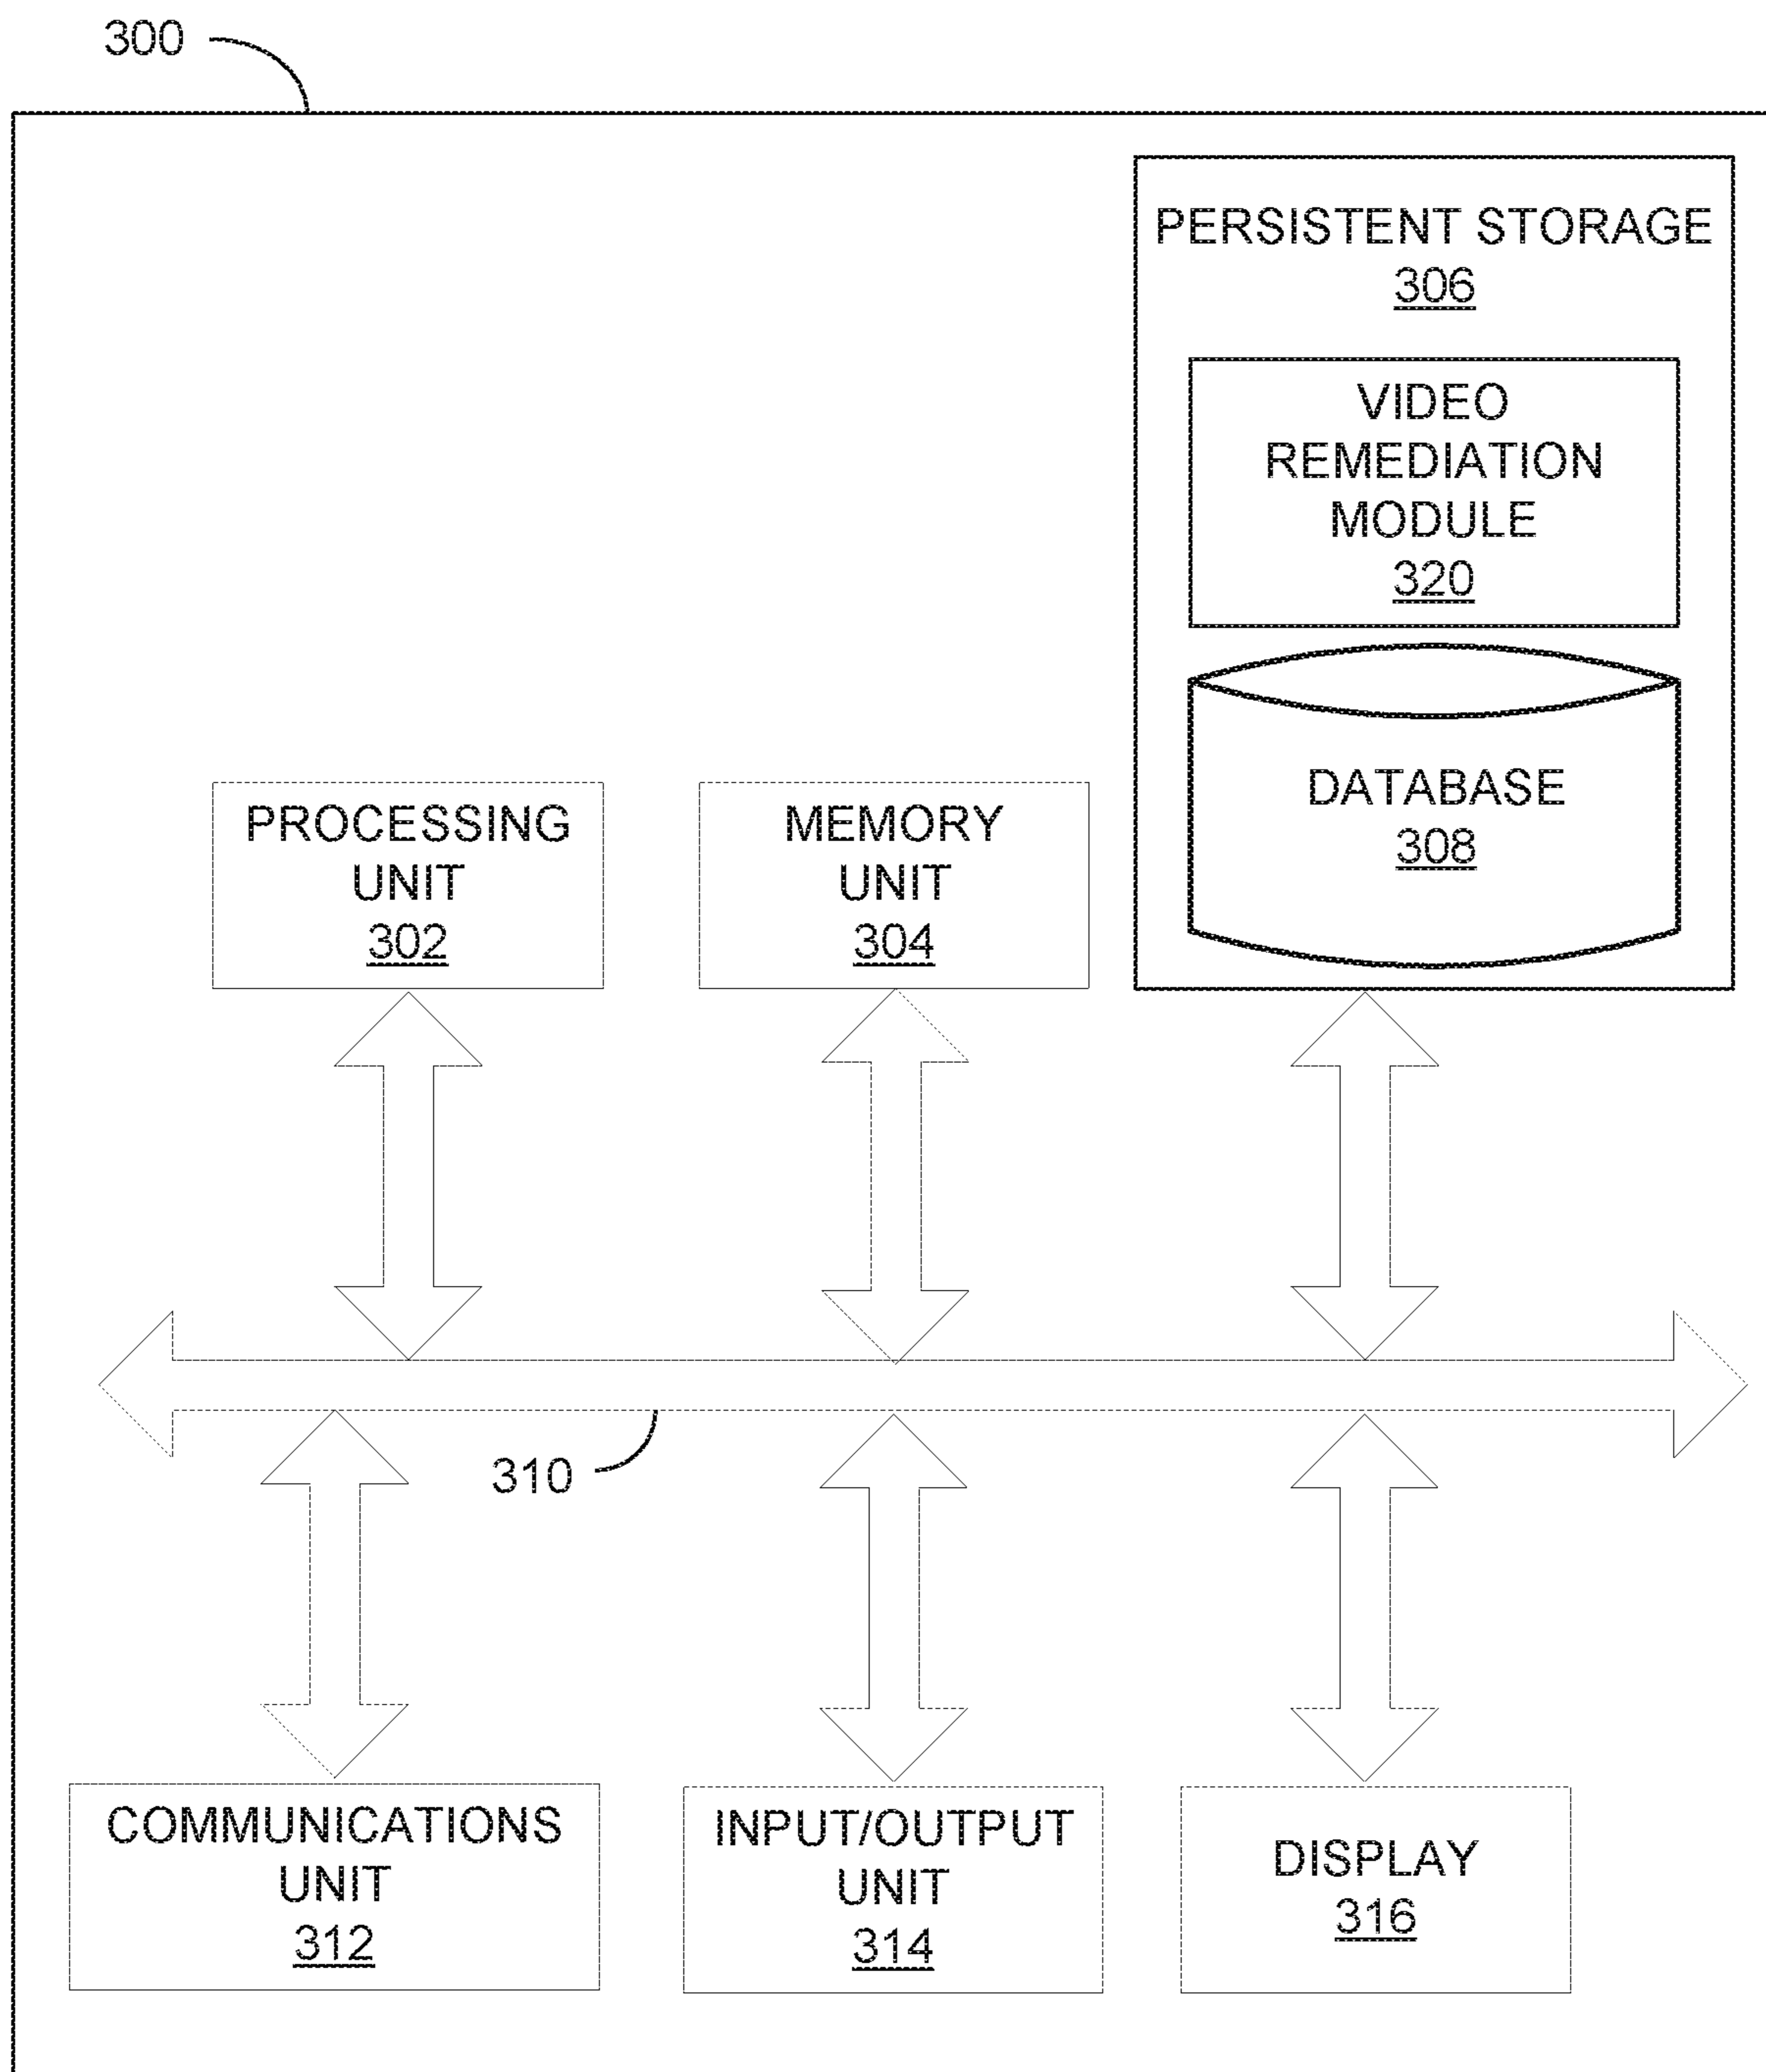 300
PERSISTENT STORAGE
306
VIDEO
REMEDIATION
MODULE
320
DATABASE
308
PROCESSING
UNIT
302
MEMORY
UNIT
304
310
COMMUNICATIONS
UNIT
312
INPUT/OUTPUT
UNIT
314
DISPLAY
316